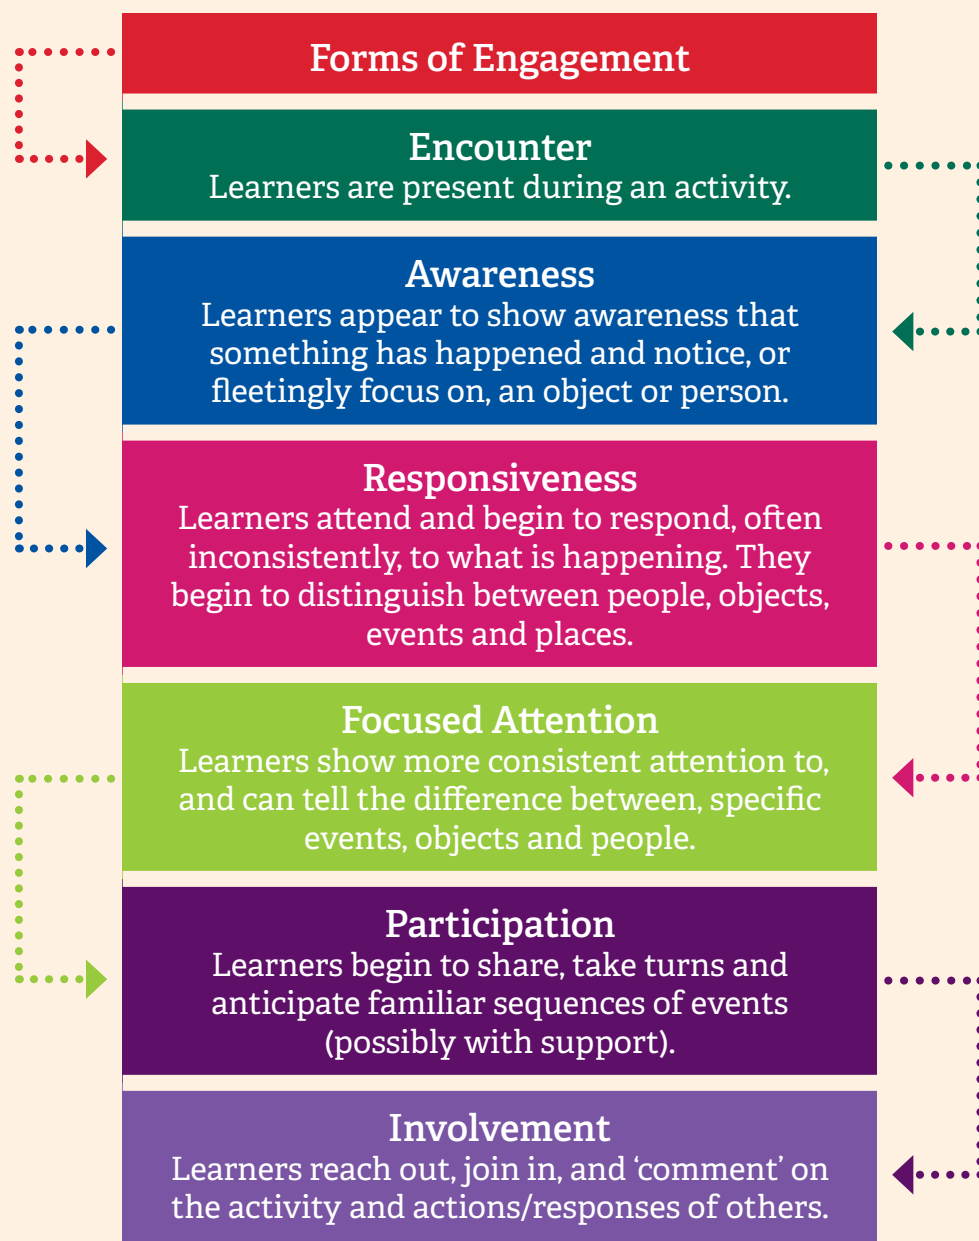 Forms of Engagement
Encounter
Learners are present during an activity.
Awareness
Learners appear to show awareness that
something has happened and notice, or
fleetingly focus on, an object or person.
Responsiveness
Learners attend and begin to respond, often
inconsistently, to what is happening. They
begin to distinguish between people, objects,
events and places.
Focused Attention
Learners show more consistent attention to,
and can tell the difference between, specific
events, objects and people.
Participation
Learners begin to share, take turns and
anticipate familiar sequences of events
(possibly with support).
Involvement
Learners reach out, join in, and ‘comment’ on
the activity and actions/responses of others.